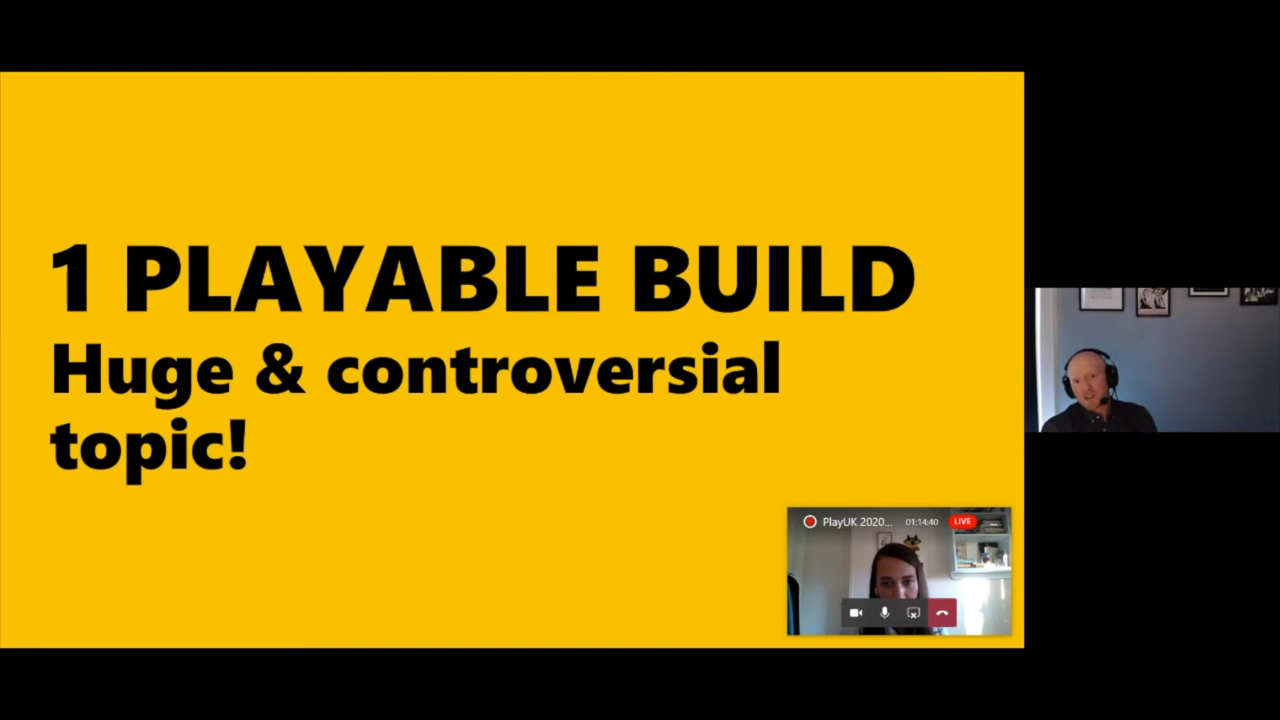 1 PLAYABLE BUILD
Huge & controversial
topic!
PlayUK 2020... 01:14:40 LIVE